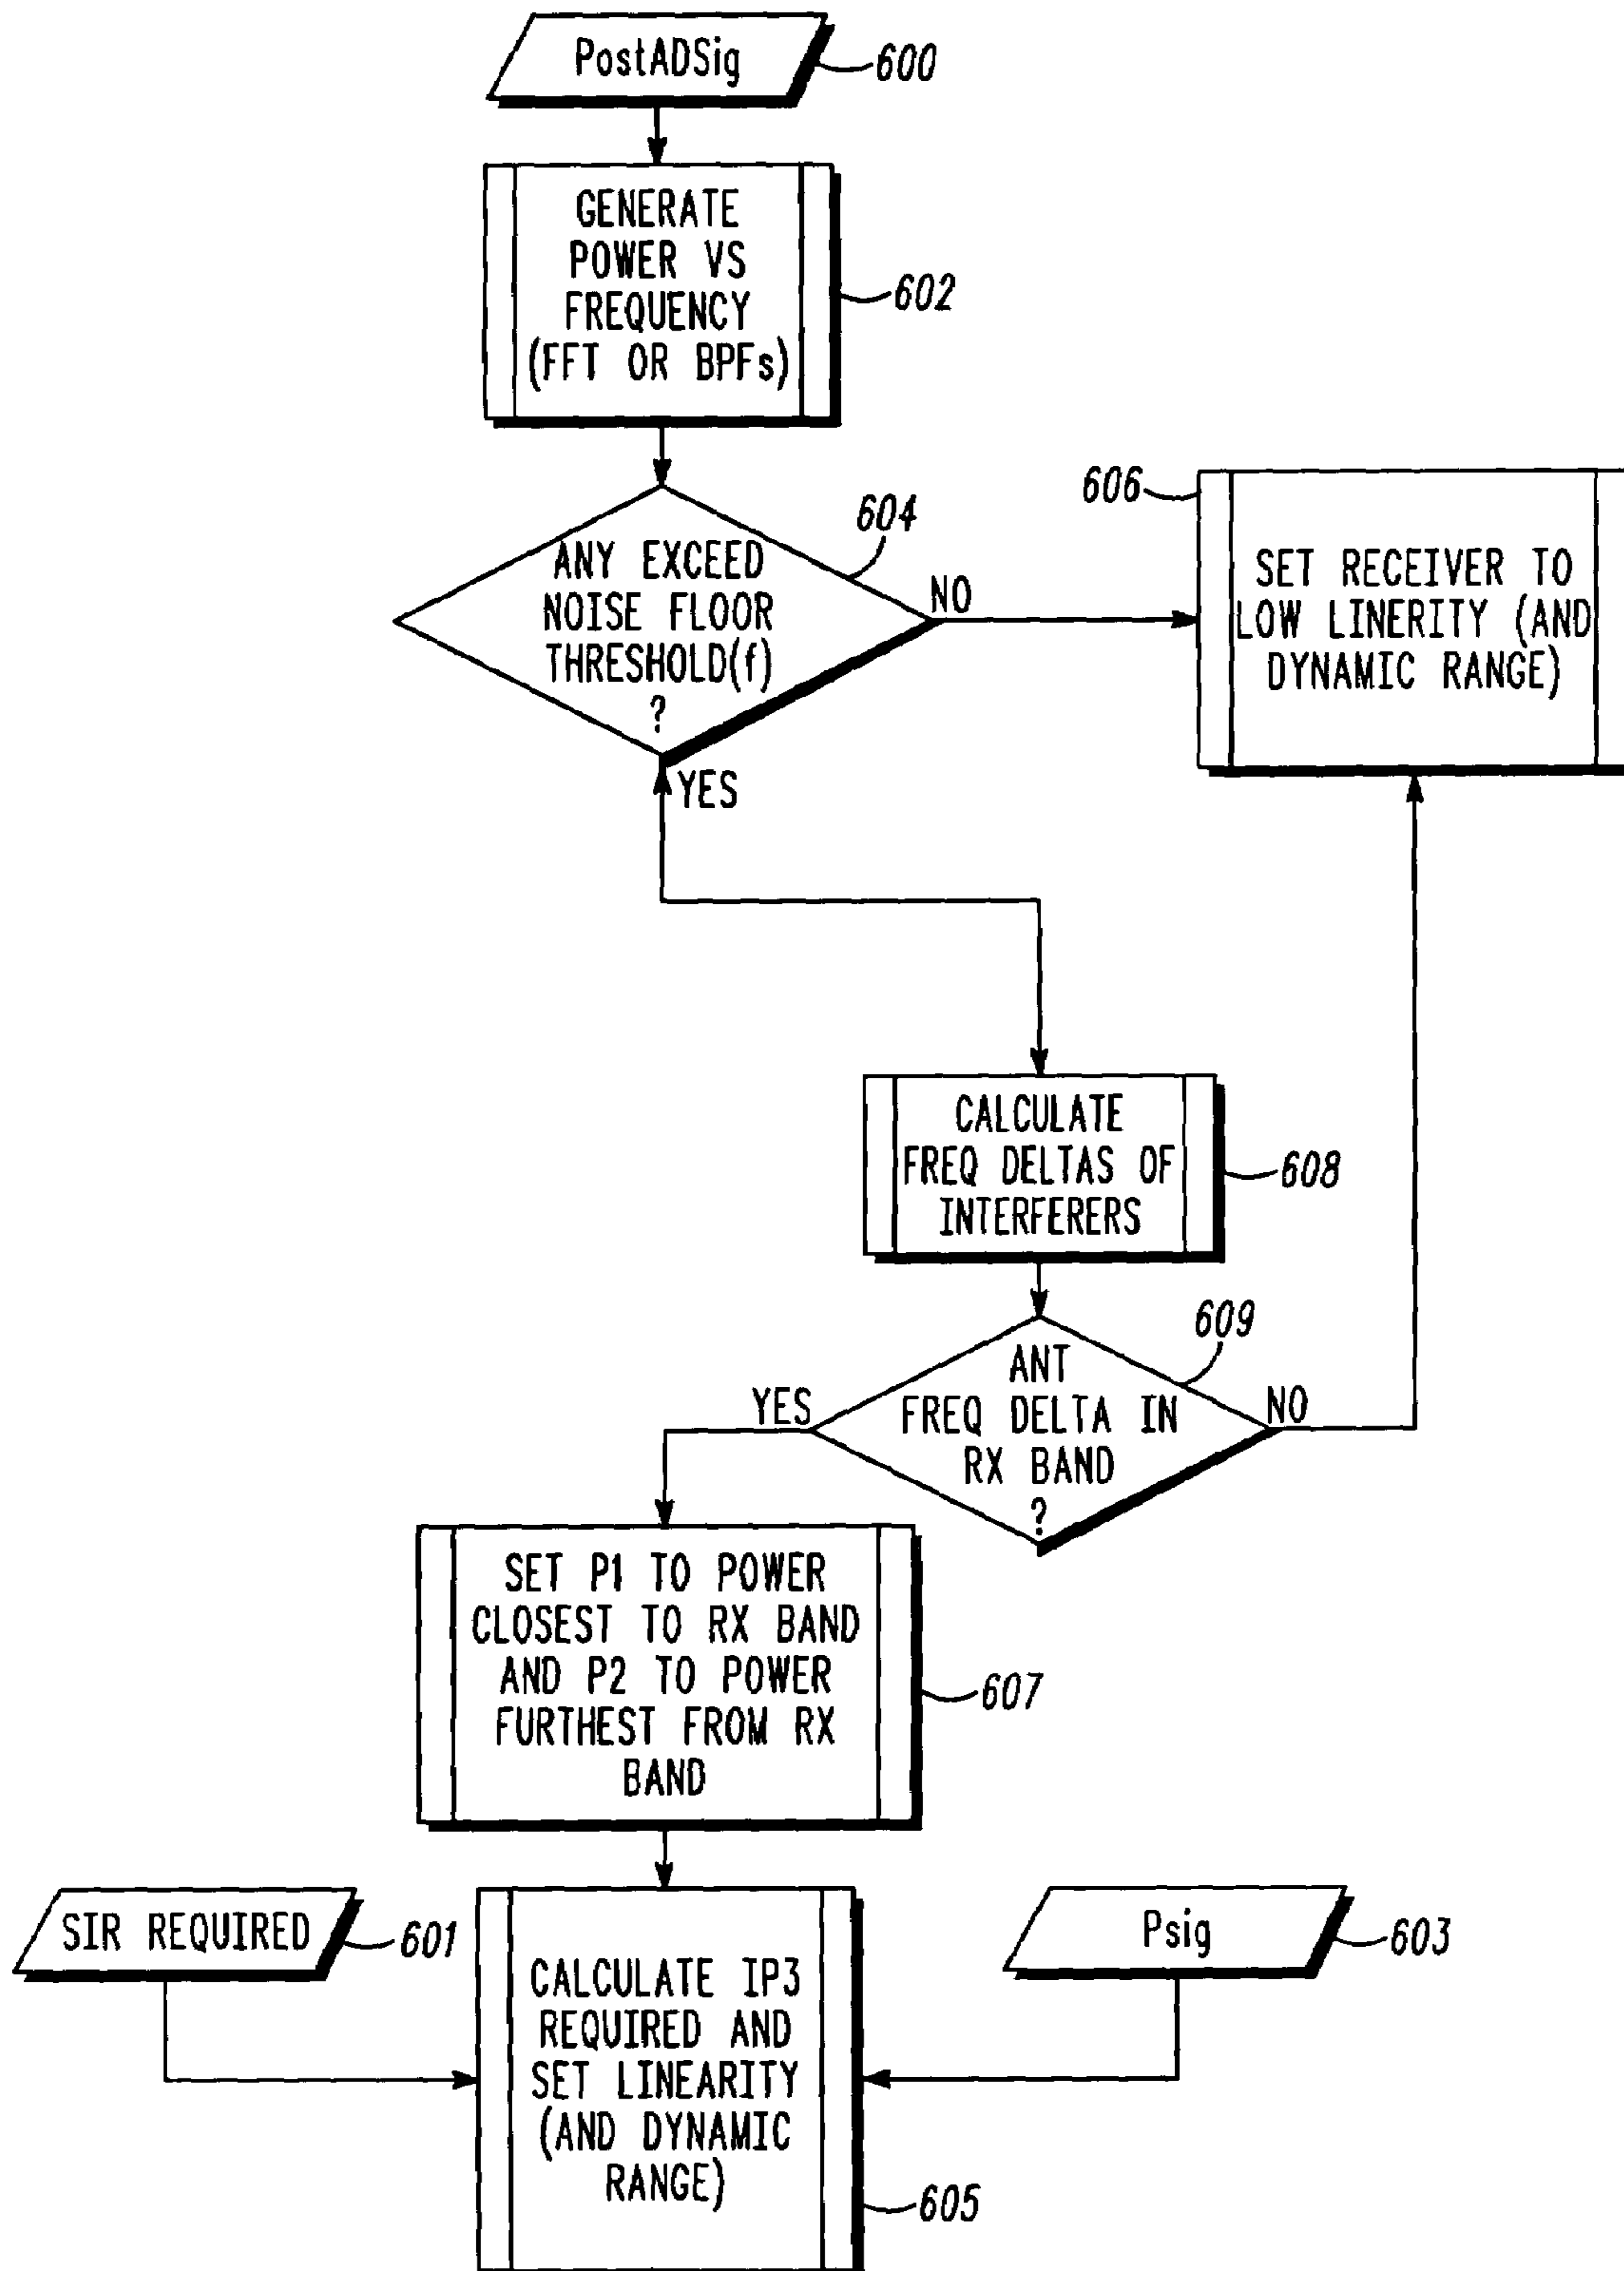 PostADSig
600
GENERATE
POWER VS
FREQUENCY
(FFT OR BPFs)
602
604
ANY EXCEED
NOISE FLOOR
THRESHOLD(f)
?
NO
YES
606
SET RECEIVER TO
LOW LINERITY (AND
DYNAMIC RANGE)
CALCULATE
FREQ DELTAS OF
INTERFERERS
608
609
ANT
FREQ DELTA IN
RX BAND
?
YES
NO
SET P1 TO POWER
CLOSEST TO RX BAND
AND P2 TO POWER
FURTHEST FROM RX
BAND
607
SIR REQUIRED
601
Psig
603
CALCULATE IP3
REQUIRED AND
SET LINEARITY
(AND DYNAMIC
RANGE)
605